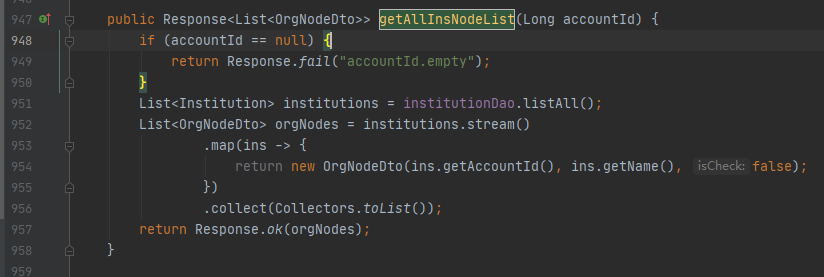 947 public Response<List<OrgNodeDto>> getAllInsNodeList(Long accountId) {
948 if (accountId == null) {
949 return Response.fail("accountId.empty");
950 }
951 List<Institution> institutions = institutionDao.listAll();
952 List<OrgNodeDto> orgNodes = institutions.stream()
953 .map(ins -> {
954 return new OrgNodeDto(ins.getAccountId(), ins.getName(), isCheck: false);
955 })
956 .collect(Collectors.toList());
957 return Response.ok(orgNodes);
958 }
959